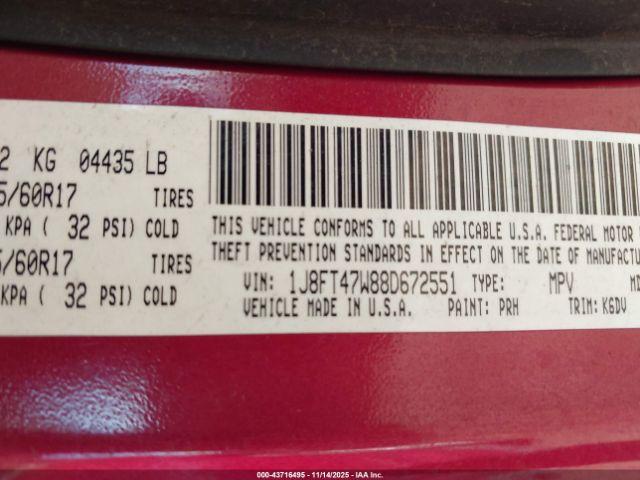 2 KG 04435 LB
5/60R17 TIRES
KPA ( 32 PSI) COLD
5/60R17 TIRES
KPA ( 32 PSI) COLD
THIS VEHICLE CONFORMS TO ALL APPLICABLE U.S.A. FEDERAL MOTOR
THEFT PREVENTION STANDARDS IN EFFECT ON THE DATE OF MANUFACTU
VIN: 1J8FT47W88D672551 TYPE: MPV MD
VEHICLE MADE IN U.S.A. PAINT: PRH TRIM: K6DV
000-43716495 - 11/14/2025 - IAA Inc.